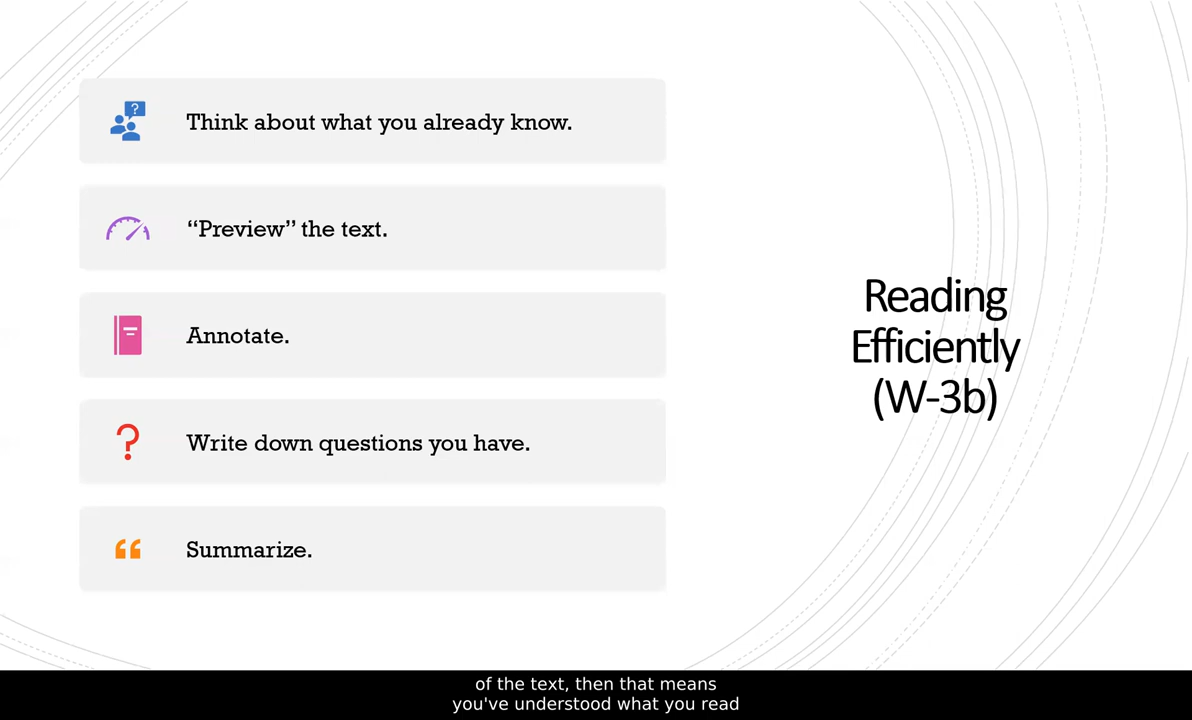 Think about what you already know.
“Preview” the text.
Annotate.
Write down questions you have.
Summarize.
Reading
Efficiently
(W-3b)
of the text, then that means
you've understood what you read